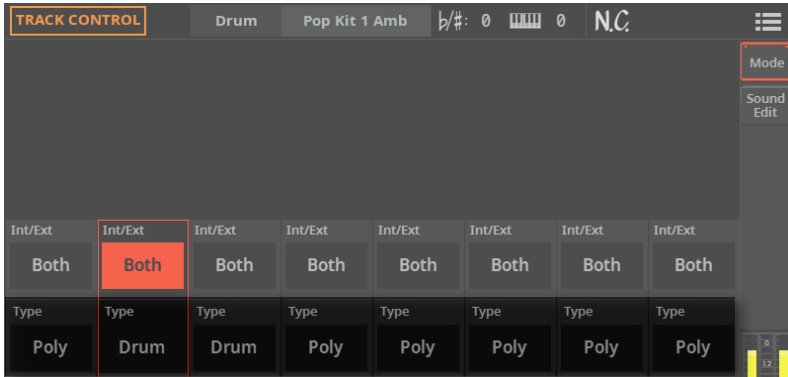 TRACK CONTROL Drum Pop Kit 1 Amb ♭/♯: 0 0 N.C.
Mode
Sound
Edit
Int/Ext Int/Ext Int/Ext Int/Ext Int/Ext Int/Ext Int/Ext Int/Ext
Both Both Both Both Both Both Both Both
Type Type Type Type Type Type Type Type
Poly Drum Drum Poly Poly Poly Poly Poly
0
12